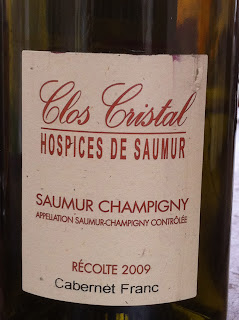 Clos Cristal
HOSPICES DE SAUMUR
SAUMUR CHAMPIGNY
APPELLATION SAUMUR-CHAMPIGNY CONTRÔLÉE
RÉCOLTE 2009
Cabernet Franc